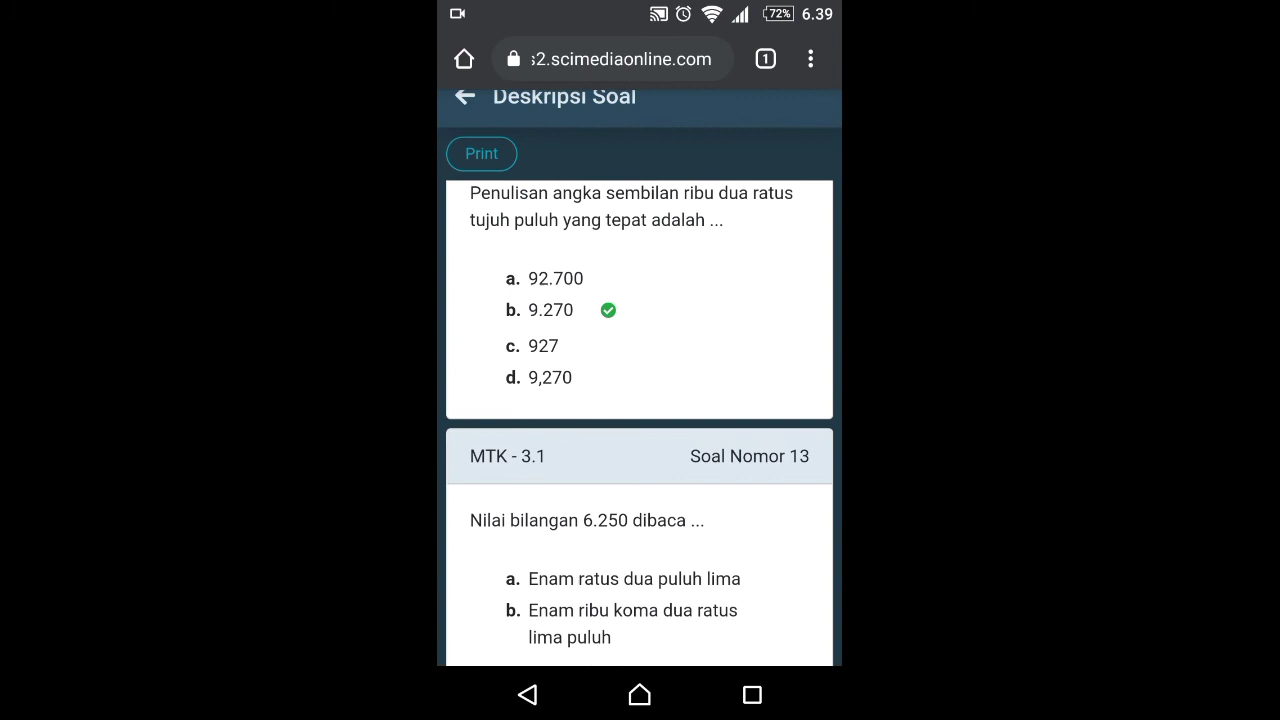 72%
6.39
s2.scimediaonline.com
1
Deskripsi Soal
Print
Penulisan angka sembilan ribu dua ratus
tujuh puluh yang tepat adalah ...
a. 92.700
b. 9.270
c. 927
d. 9,270
MTK - 3.1
Soal Nomor 13
Nilai bilangan 6.250 dibaca ...
a. Enam ratus dua puluh lima
b. Enam ribu koma dua ratus
lima puluh